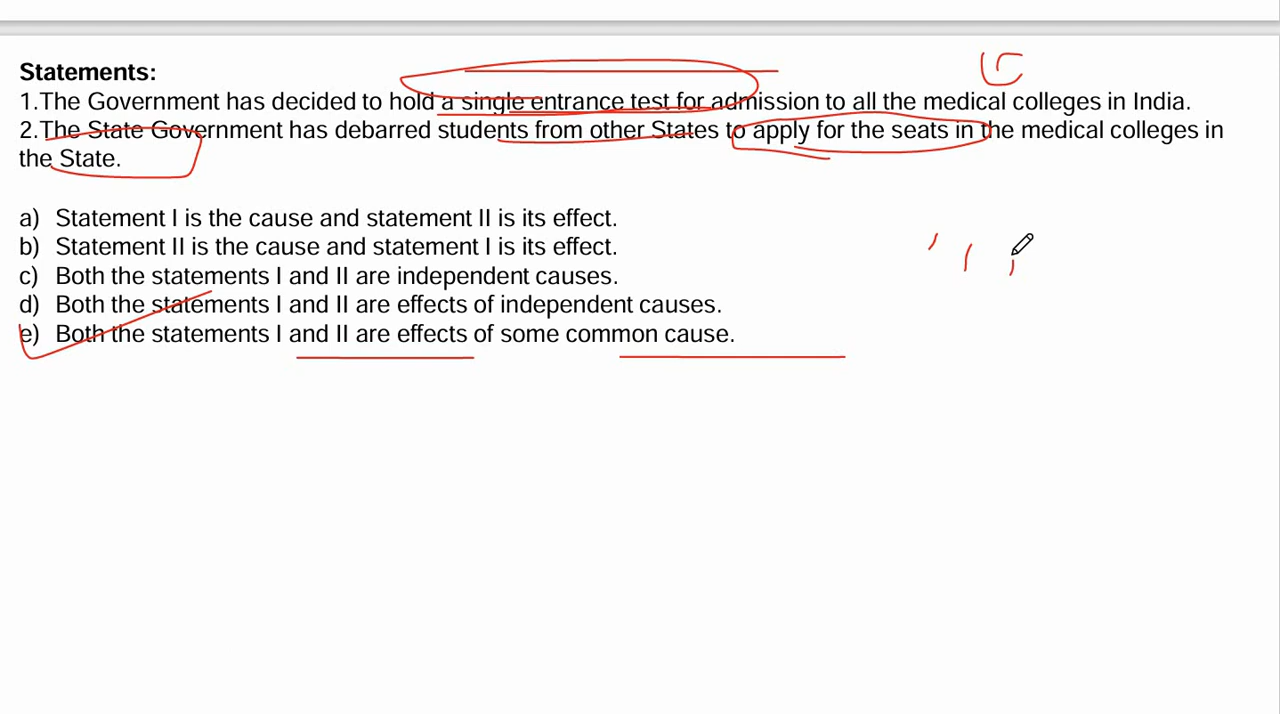 Statements:
1.The Government has decided to hold a single entrance test for admission to all the medical colleges in India.
2.The State Government has debarred students from other States to apply for the seats in the medical colleges in
the State.
a) Statement I is the cause and statement II is its effect.
b) Statement II is the cause and statement I is its effect.
c) Both the statements I and II are independent causes.
d) Both the statements I and II are effects of independent causes.
e) Both the statements I and II are effects of some common cause.